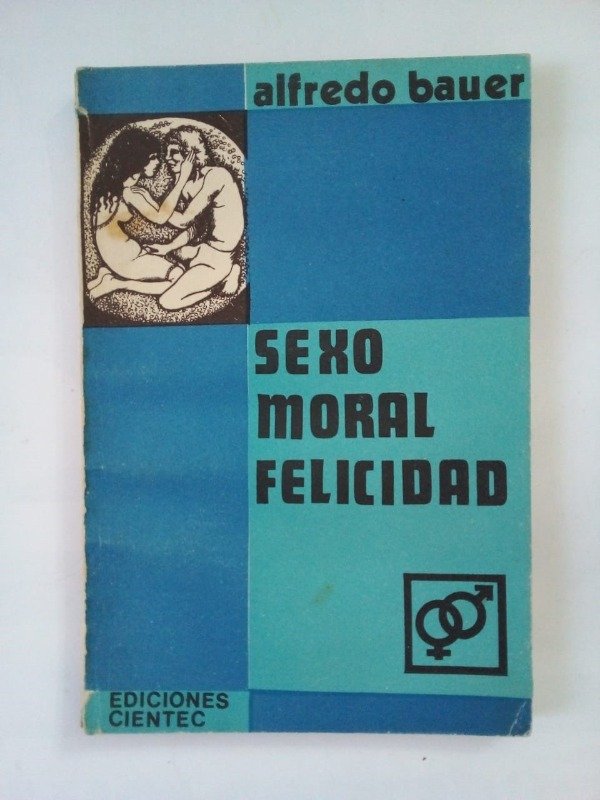 alfredo bauer
SEXO
MORAL
FELICIDAD
EDICIONES
CIENTEC